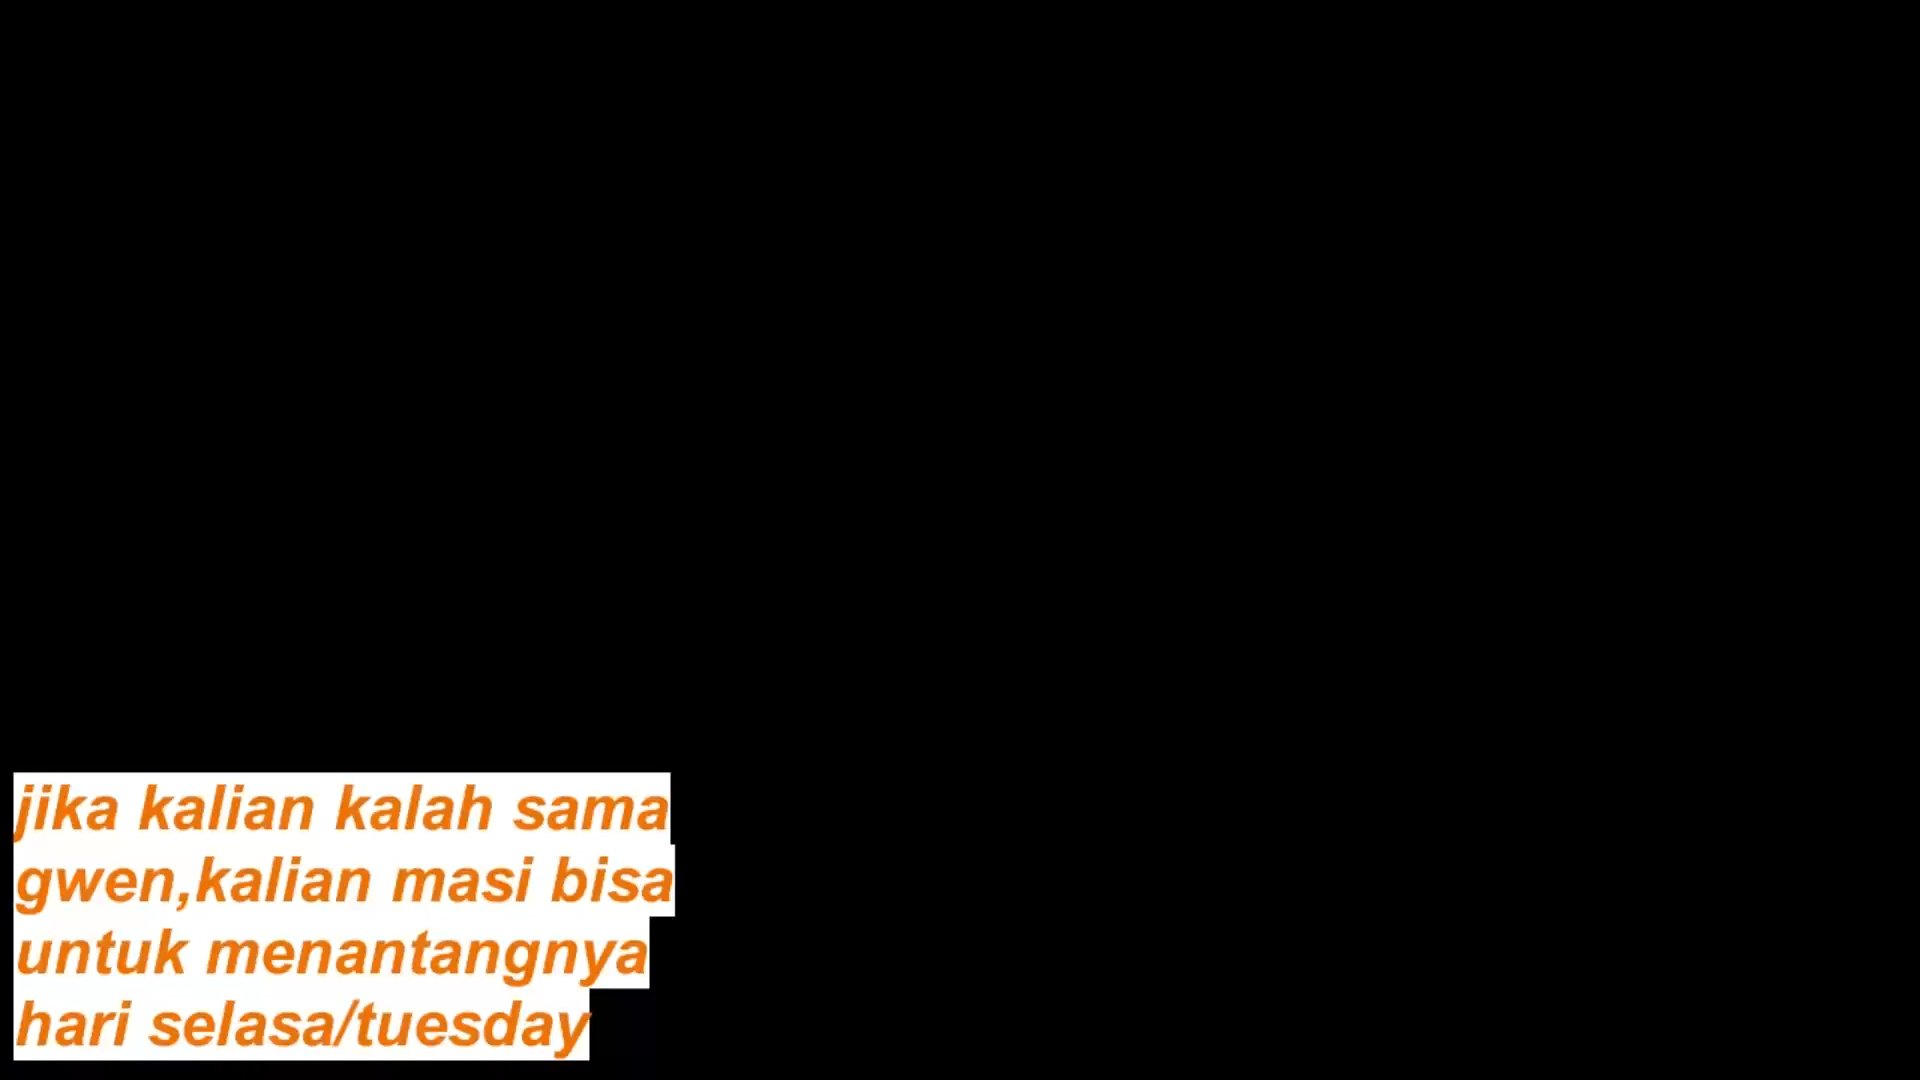 jika kalian kalah sama
gwen,kalian masi bisa
untuk menantangnya
hari selasa/tuesday